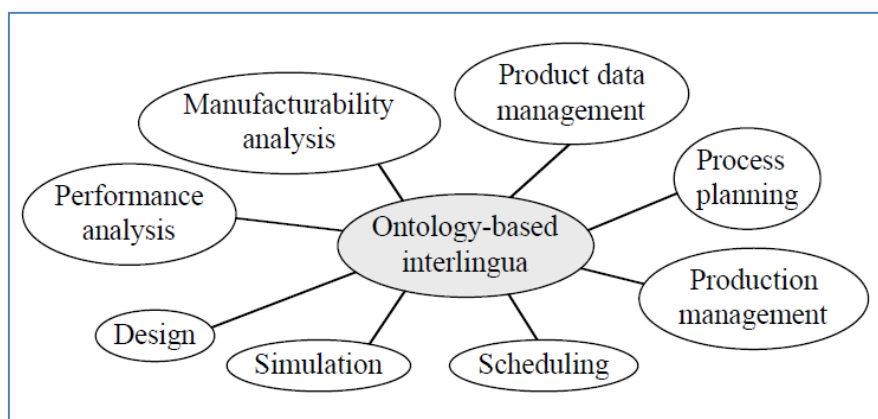 Manufacturability
analysis
Product data
management
Process
planning
Performance
analysis
Ontology-based
interlingua
Production
management
Design
Simulation
Scheduling